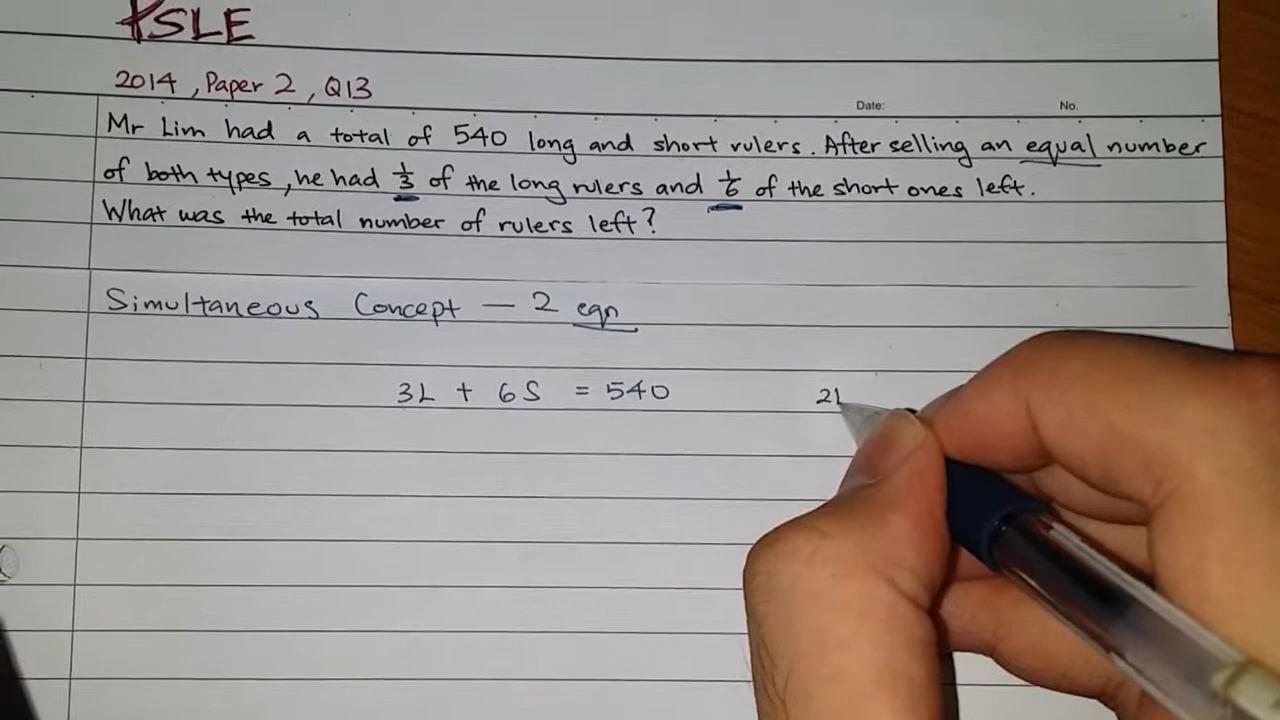 PSLE
2014, Paper 2, Q13
Date: No.
Mr Lim had a total of 540 long and short rulers. After selling an equal number
of both types, he had 1/3 of the long rulers and 1/6 of the short ones left.
What was the total number of rulers left?
Simultaneous Concept — 2 eqn
3L + 6S = 540 2L